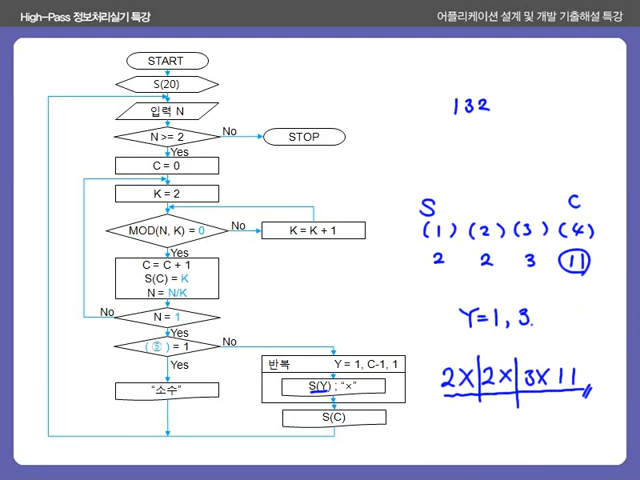 High-Pass 정보처리실기 특강
어플리케이션 설계 및 개발 기출해설 특강
START
S(20)
입력 N
N >= 2
No
STOP
Yes
C = 0
K = 2
MOD(N, K) = 0
No
K = K + 1
Yes
C = C + 1
S(C) = K
N = N/K
No
N = 1
Yes
( ⑤ ) = 1
No
Yes
"소수"
반복 Y = 1, C-1, 1
S(Y) ; "×"
S(C)
132
S C
(1) (2) (3) (4)
2 2 3 11
Y=1, 3.
2X 2X 3X 11